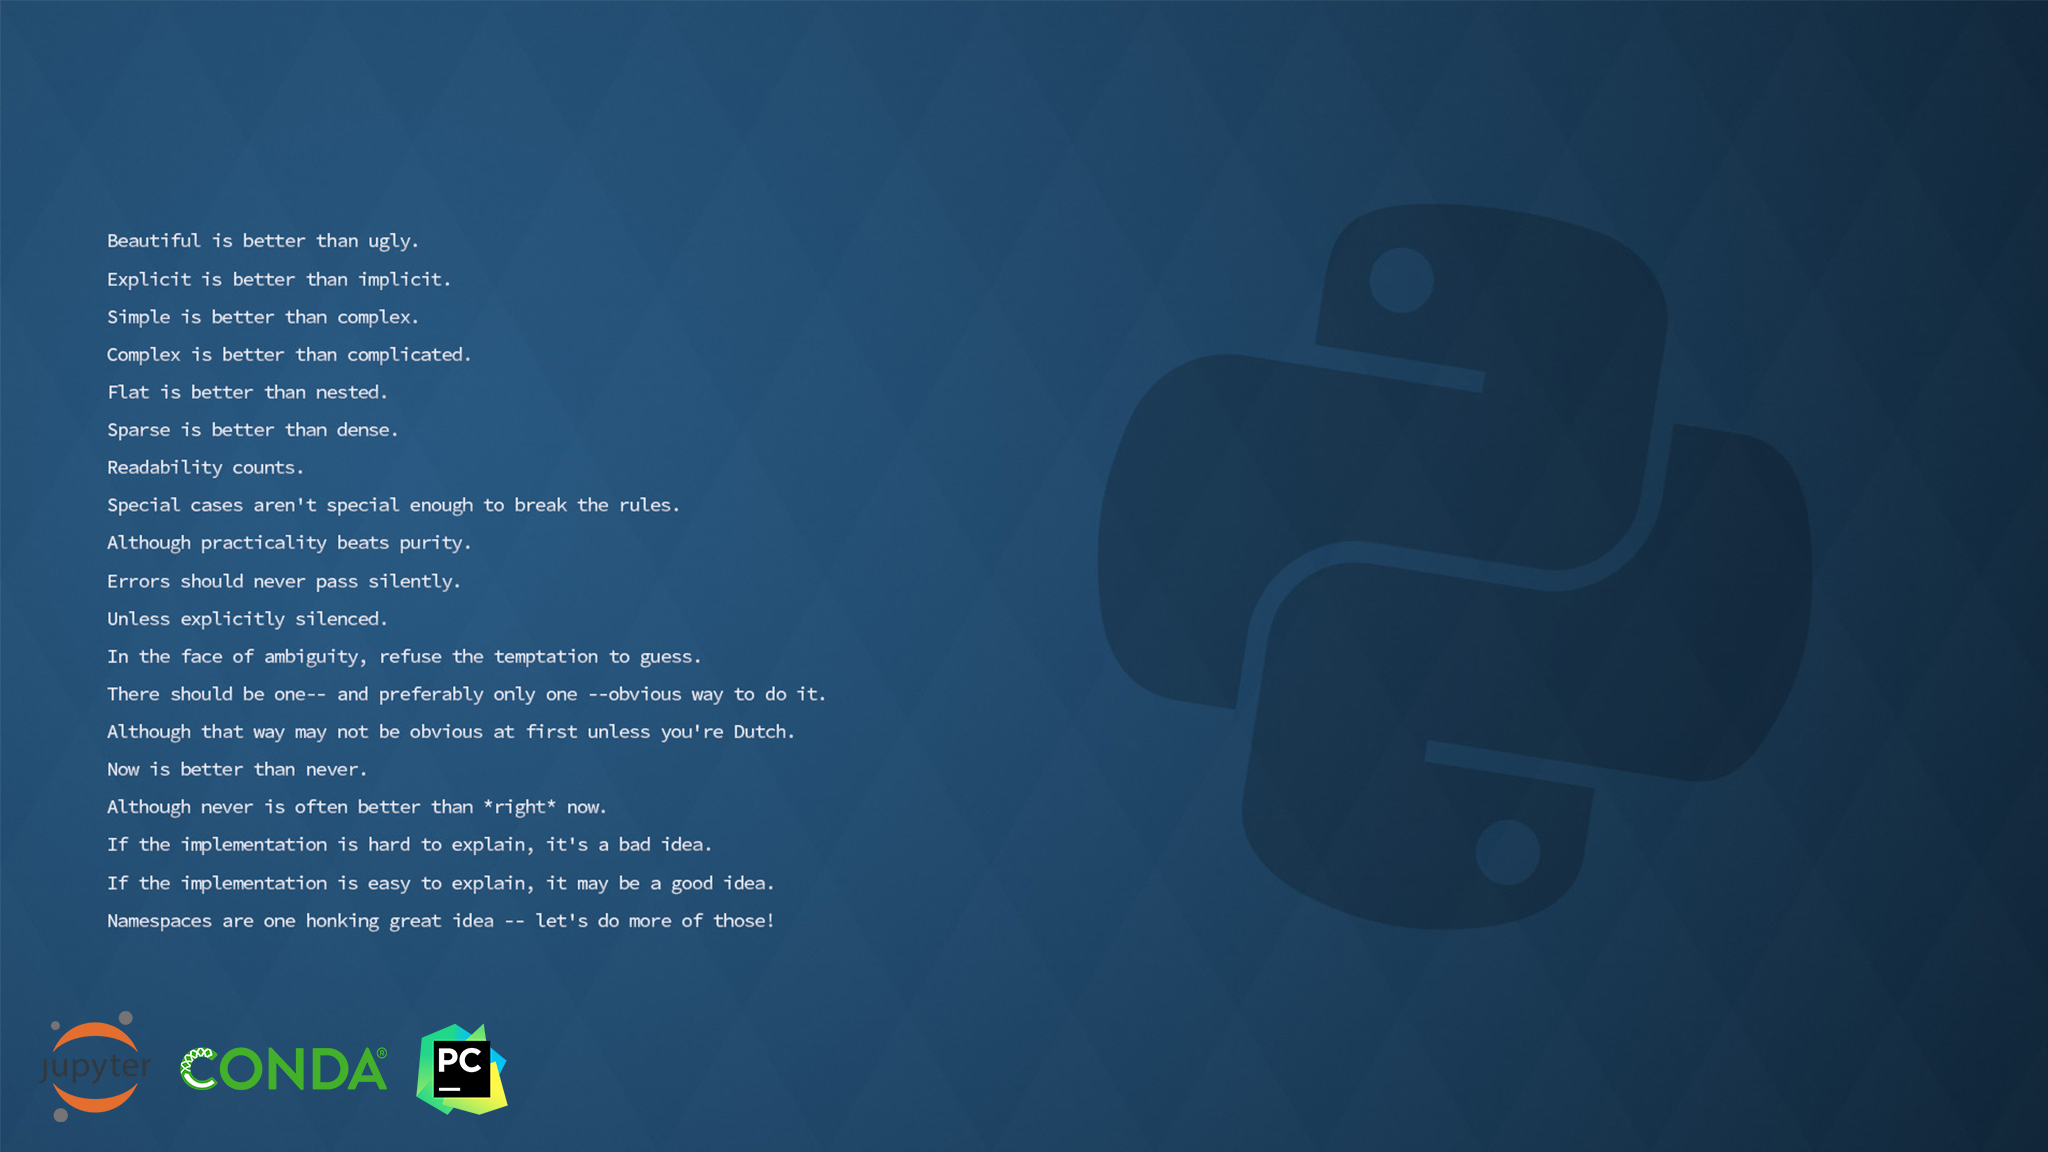 Beautiful is better than ugly.
Explicit is better than implicit.
Simple is better than complex.
Complex is better than complicated.
Flat is better than nested.
Sparse is better than dense.
Readability counts.
Special cases aren't special enough to break the rules.
Although practicality beats purity.
Errors should never pass silently.
Unless explicitly silenced.
In the face of ambiguity, refuse the temptation to guess.
There should be one-- and preferably only one --obvious way to do it.
Although that way may not be obvious at first unless you're Dutch.
Now is better than never.
Although never is often better than *right* now.
If the implementation is hard to explain, it's a bad idea.
If the implementation is easy to explain, it may be a good idea.
Namespaces are one honking great idea -- let's do more of those!
jupyter
CONDA®
PC